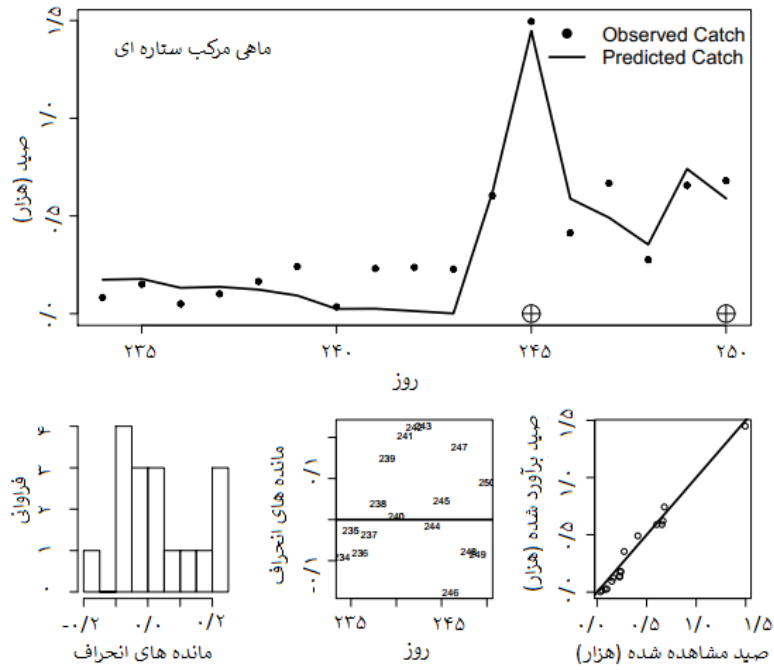 ماهی مرکب ستاره ای
Observed Catch
Predicted Catch
صید (هزار)
۱/۵
۱/۰
۰/۵
۰/۰
۲۳۵ ۲۴۰ ۲۴۵ ۲۵۰
روز
فراوانی
۴
۳
۲
۱
۰
-۰/۲ ۰/۰ ۰/۲
مانده های انحراف
مانده های انحراف
۰/۱
-۰/۱
243
242
241
247
239
250
245
238
240
244
235
237
236
234
249
246
۲۳۵ ۲۴۵
روز
صید برآورد شده (هزار)
۱/۵
۱/۰
۰/۵
۰/۰
۰/۰ ۰/۵ ۱/۰ ۱/۵
صید مشاهده شده (هزار)